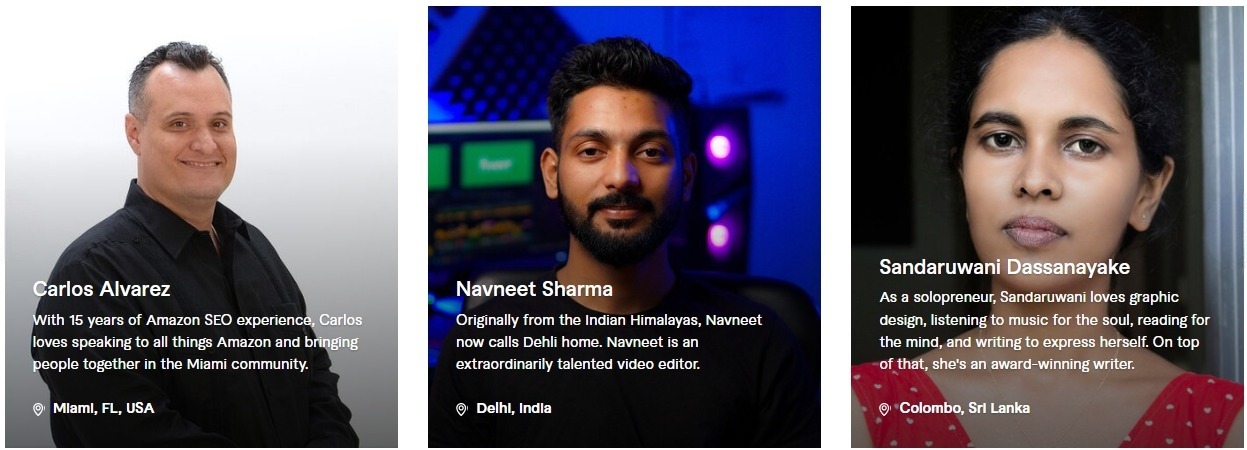 Carlos Alvarez
With 15 years of Amazon SEO experience, Carlos
loves speaking to all things Amazon and bringing
people together in the Miami community.
Miami, FL, USA
Navneet Sharma
Originally from the Indian Himalayas, Navneet
now calls Dehli home. Navneet is an
extraordinarily talented video editor.
Delhi, India
Sandaruwani Dassanayake
As a solopreneur, Sandaruwani loves graphic
design, listening to music for the soul, reading for
the mind, and writing to express herself. On top
of that, she's an award-winning writer.
Colombo, Sri Lanka